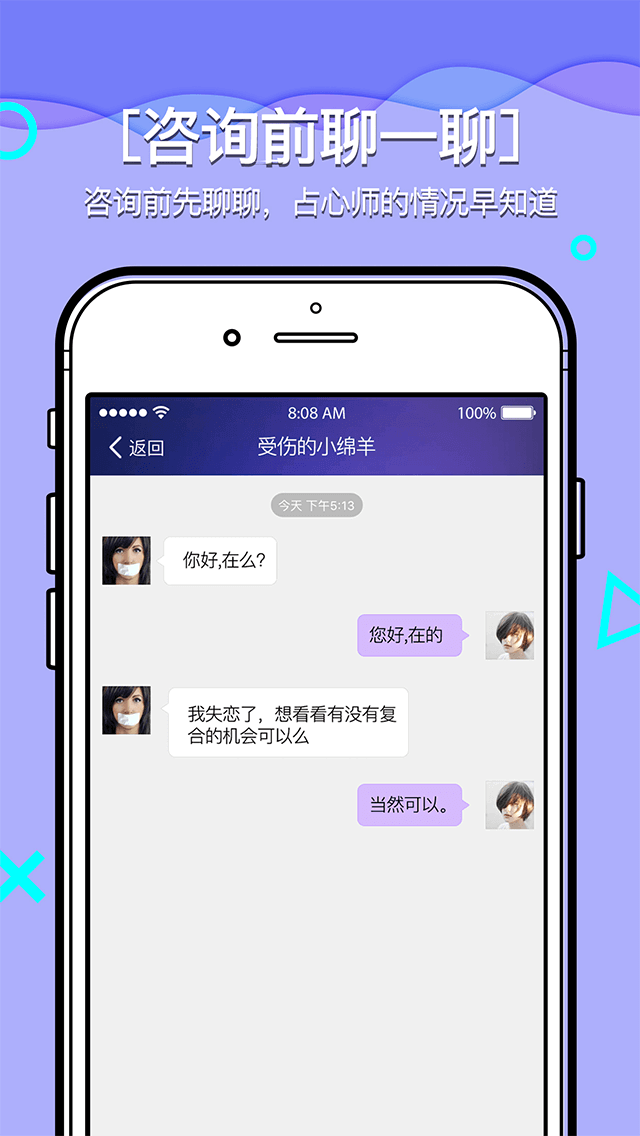 [咨询前聊一聊]
咨询前先聊聊，占心师的情况早知道
8:08 AM
100%
返回
受伤的小绵羊
今天 下午5:13
你好,在么?
您好,在的
我失恋了，想看看有没有复
合的机会可以么
当然可以。